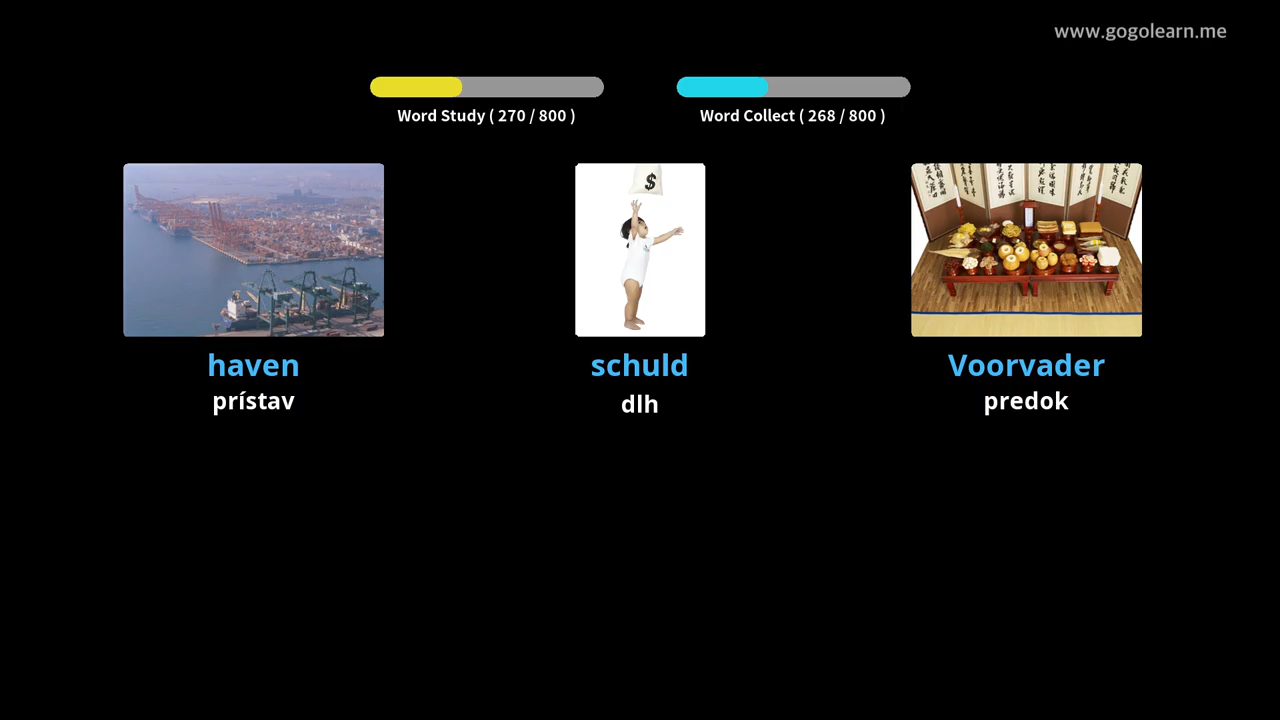 www.gogolearn.me
Word Study ( 270 / 800 )
Word Collect ( 268 / 800 )
$
haven
schuld
Voorvader
prístav
dlh
predok